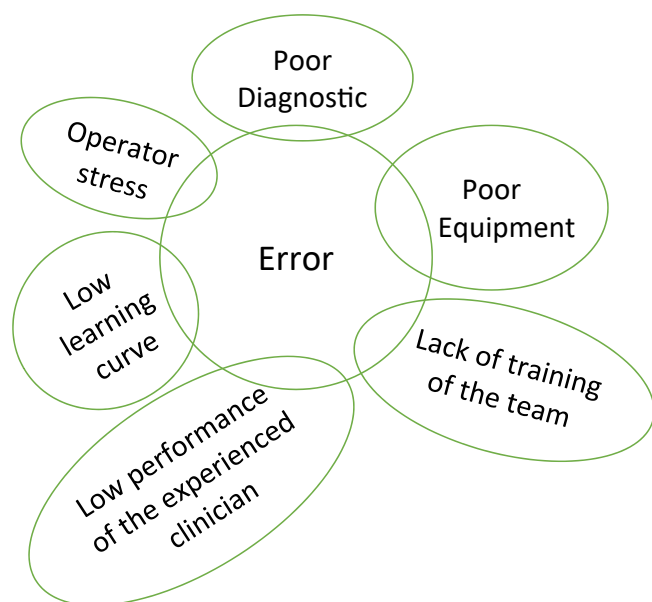 Poor
Diagnostic
Operator
stress
Poor
Equipment
Error
Low
learning
curve
Lack of training
of the team
Low performance
of the experienced
clinician